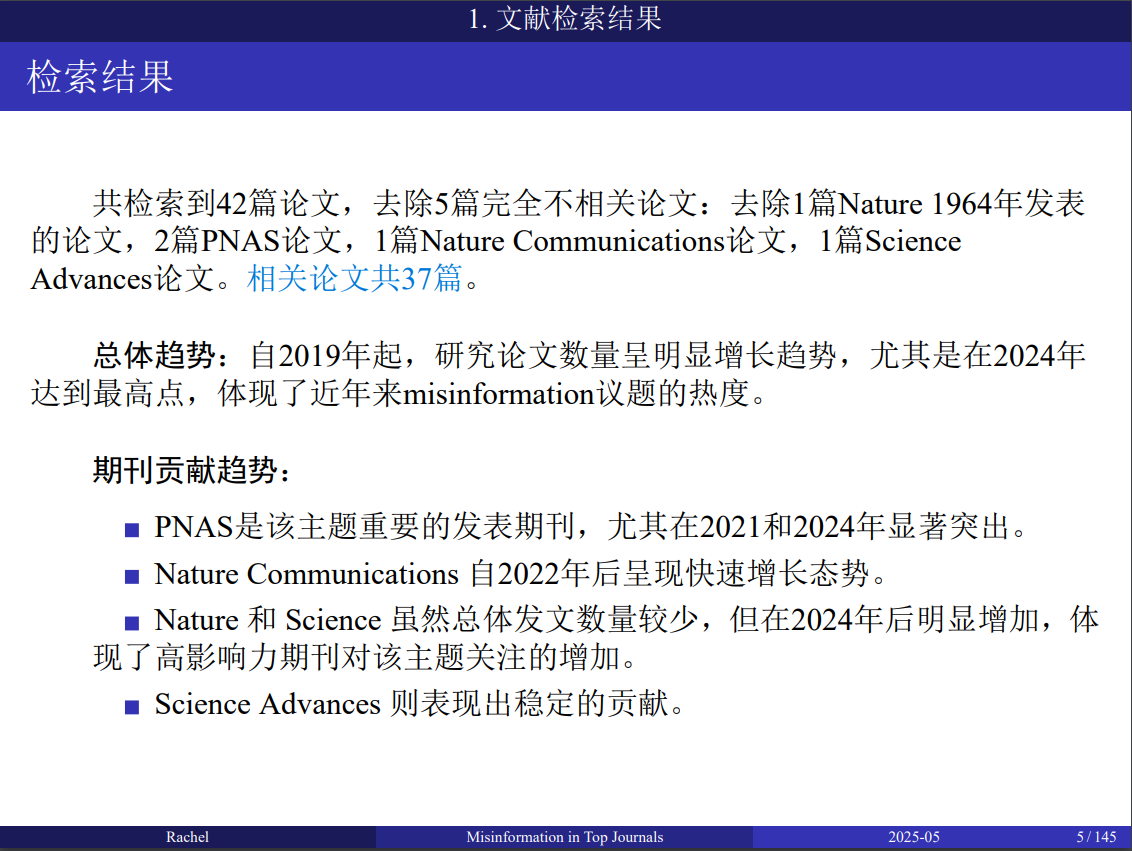 1. 文献检索结果
检索结果
共检索到42篇论文，去除5篇完全不相关论文：去除1篇Nature 1964年发表
的论文，2篇PNAS论文，1篇Nature Communications论文，1篇Science
Advances论文。相关论文共37篇。
总体趋势：自2019年起，研究论文数量呈明显增长趋势，尤其是在2024年
达到最高点，体现了近年来misinformation议题的热度。
期刊贡献趋势：
PNAS是该主题重要的发表期刊，尤其在2021和2024年显著突出。
Nature Communications 自2022年后呈现快速增长态势。
Nature 和 Science 虽然总体发文数量较少，但在2024年后明显增加，体
现了高影响力期刊对该主题关注的增加。
Science Advances 则表现出稳定的贡献。
Rachel Misinformation in Top Journals 2025-05 5 / 145